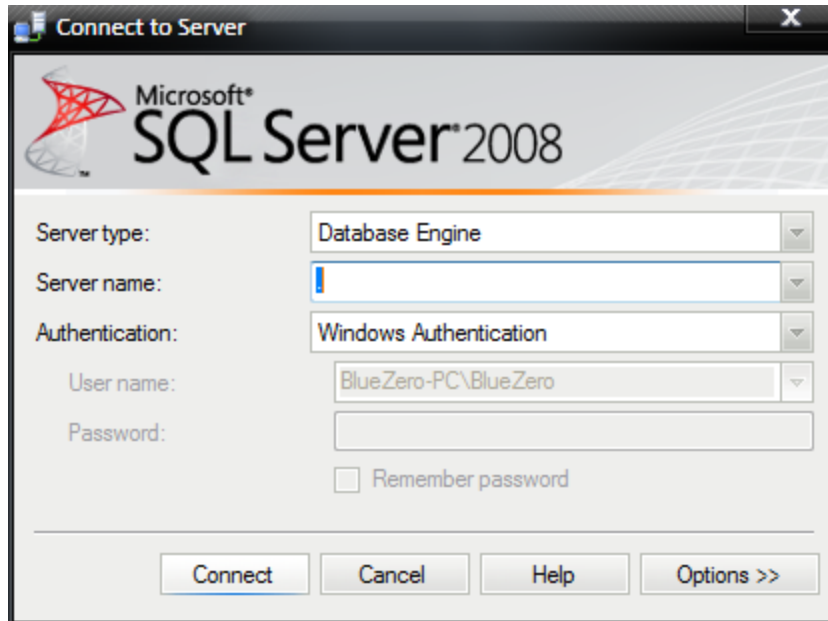 Connect to Server
x
Microsoft®
SQL Server® 2008
™
Server type: Database Engine
Server name: .
Authentication: Windows Authentication
User name: BlueZero-PC\BlueZero
Password:
Remember password
Connect Cancel Help Options >>